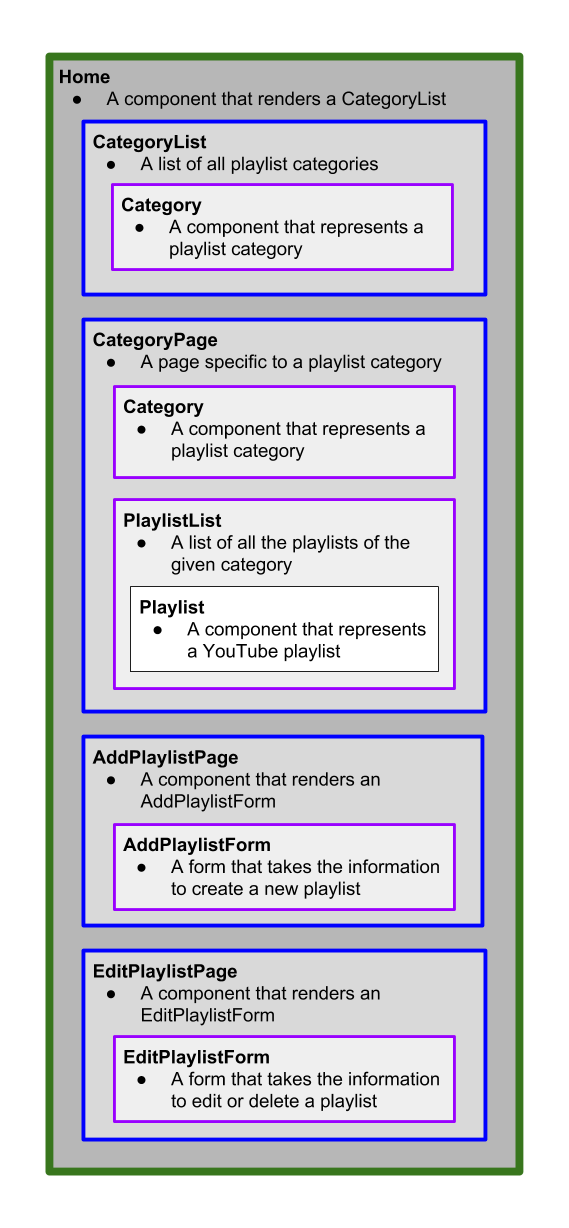 Home
● A component that renders a CategoryList
CategoryList
● A list of all playlist categories
Category
● A component that represents a
playlist category
CategoryPage
● A page specific to a playlist category
Category
● A component that represents a
playlist category
PlaylistList
● A list of all the playlists of the
given category
Playlist
● A component that represents
a YouTube playlist
AddPlaylistPage
● A component that renders an
AddPlaylistForm
AddPlaylistForm
● A form that takes the information
to create a new playlist
EditPlaylistPage
● A component that renders an
EditPlaylistForm
EditPlaylistForm
● A form that takes the information
to edit or delete a playlist